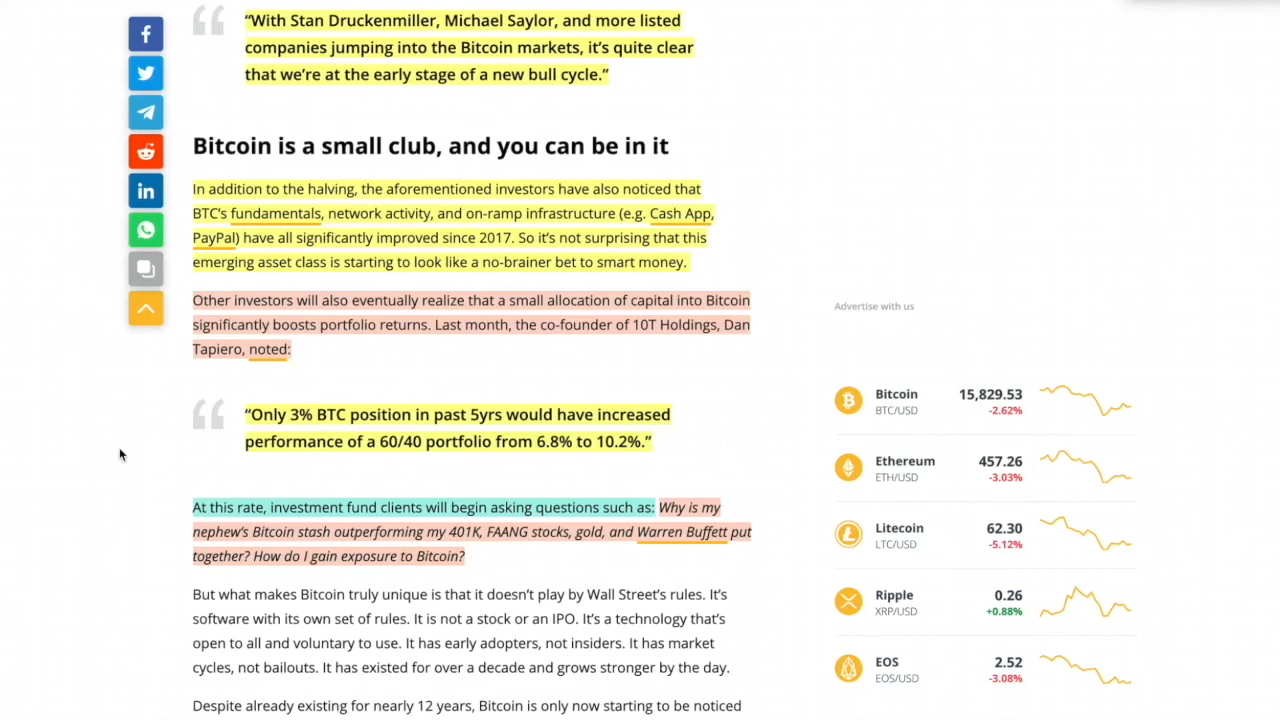 “With Stan Druckenmiller, Michael Saylor, and more listed
companies jumping into the Bitcoin markets, it’s quite clear
that we’re at the early stage of a new bull cycle.”
Bitcoin is a small club, and you can be in it
In addition to the halving, the aforementioned investors have also noticed that
BTC’s fundamentals, network activity, and on-ramp infrastructure (e.g. Cash App,
PayPal) have all significantly improved since 2017. So it’s not surprising that this
emerging asset class is starting to look like a no-brainer bet to smart money.
Other investors will also eventually realize that a small allocation of capital into Bitcoin
significantly boosts portfolio returns. Last month, the co-founder of 10T Holdings, Dan
Tapiero, noted:
“Only 3% BTC position in past 5yrs would have increased
performance of a 60/40 portfolio from 6.8% to 10.2%.”
At this rate, investment fund clients will begin asking questions such as: Why is my
nephew’s Bitcoin stash outperforming my 401K, FAANG stocks, gold, and Warren Buffett put
together? How do I gain exposure to Bitcoin?
But what makes Bitcoin truly unique is that it doesn’t play by Wall Street’s rules. It’s
software with its own set of rules. It is not a stock or an IPO. It’s a technology that’s
open to all and voluntary to use. It has early adopters, not insiders. It has market
cycles, not bailouts. It has existed for over a decade and grows stronger by the day.
Despite already existing for nearly 12 years, Bitcoin is only now starting to be noticed
Advertise with us
Bitcoin 15,829.53
BTC/USD -2.62%
Ethereum 457.26
ETH/USD -3.03%
Litecoin 62.30
LTC/USD -5.12%
Ripple 0.26
XRP/USD +0.88%
EOS 2.52
EOS/USD -3.08%